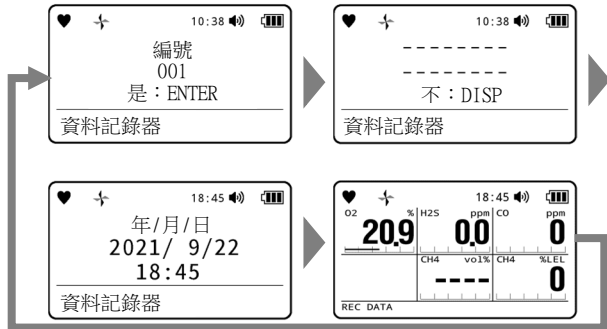 10:38
編號
001
是：ENTER
資料記錄器
10:38
--------
--------
不：DISP
資料記錄器
18:45
年/月/日
2021/ 9/22
18:45
資料記錄器
18:45
O2 % H2S ppm CO ppm
20.9 0.0 0
CH4 vol% CH4 %LEL
---- 0
REC DATA